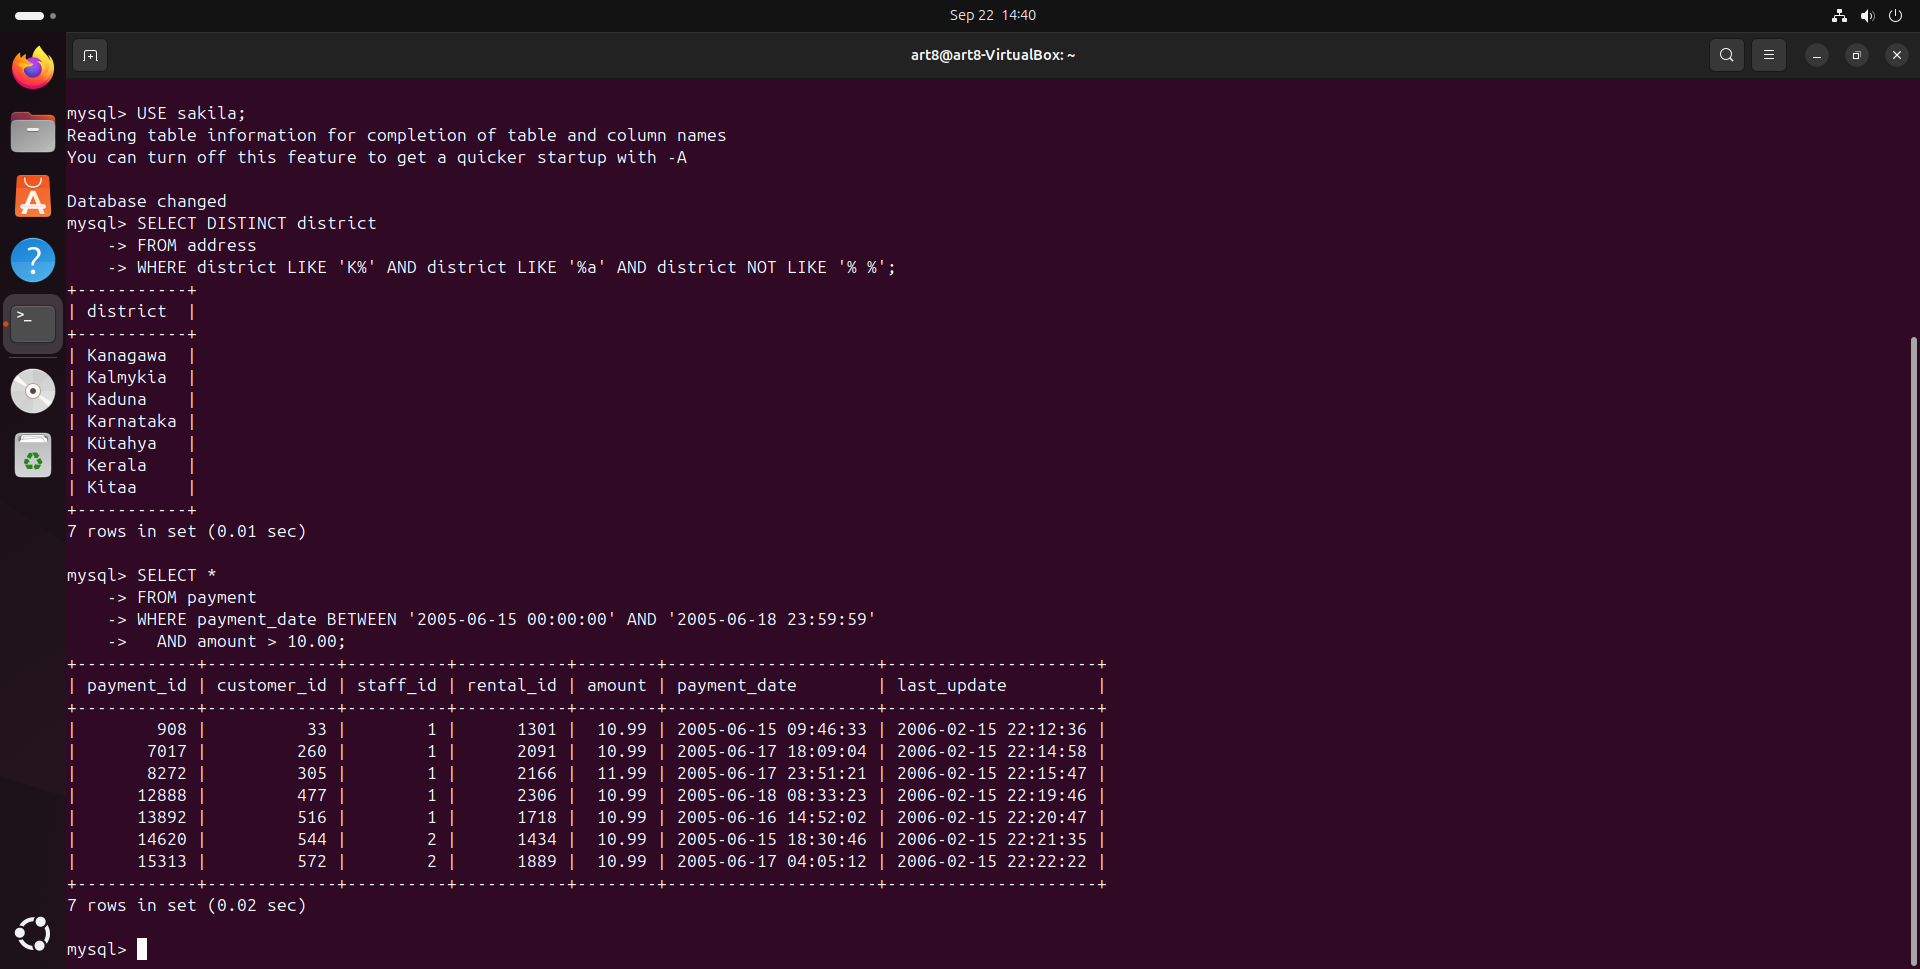 Sep 22  14:40
art8@art8-VirtualBox: ~
mysql> USE sakila;
Reading table information for completion of table and column names
You can turn off this feature to get a quicker startup with -A
Database changed
mysql> SELECT DISTINCT district
    -> FROM address
    -> WHERE district LIKE 'K%' AND district LIKE '%a' AND district NOT LIKE '% %';
+-----------+
| district  |
+-----------+
| Kanagawa  |
| Kalmykia  |
| Kaduna    |
| Karnataka |
| Kütahya   |
| Kerala    |
| Kitaa     |
+-----------+
7 rows in set (0.01 sec)
mysql> SELECT *
    -> FROM payment
    -> WHERE payment_date BETWEEN '2005-06-15 00:00:00' AND '2005-06-18 23:59:59'
    ->   AND amount > 10.00;
+------------+-------------+----------+-----------+--------+---------------------+---------------------+
| payment_id | customer_id | staff_id | rental_id | amount | payment_date        | last_update         |
+------------+-------------+----------+-----------+--------+---------------------+---------------------+
|        908 |          33 |        1 |      1301 |  10.99 | 2005-06-15 09:46:33 | 2006-02-15 22:12:36 |
|       7017 |         260 |        1 |      2091 |  10.99 | 2005-06-17 18:09:04 | 2006-02-15 22:14:58 |
|       8272 |         305 |        1 |      2166 |  11.99 | 2005-06-17 23:51:21 | 2006-02-15 22:15:47 |
|      12888 |         477 |        1 |      2306 |  10.99 | 2005-06-18 08:33:23 | 2006-02-15 22:19:46 |
|      13892 |         516 |        1 |      1718 |  10.99 | 2005-06-16 14:52:02 | 2006-02-15 22:20:47 |
|      14620 |         544 |        2 |      1434 |  10.99 | 2005-06-15 18:30:46 | 2006-02-15 22:21:35 |
|      15313 |         572 |        2 |      1889 |  10.99 | 2005-06-17 04:05:12 | 2006-02-15 22:22:22 |
+------------+-------------+----------+-----------+--------+---------------------+---------------------+
7 rows in set (0.02 sec)
mysql>